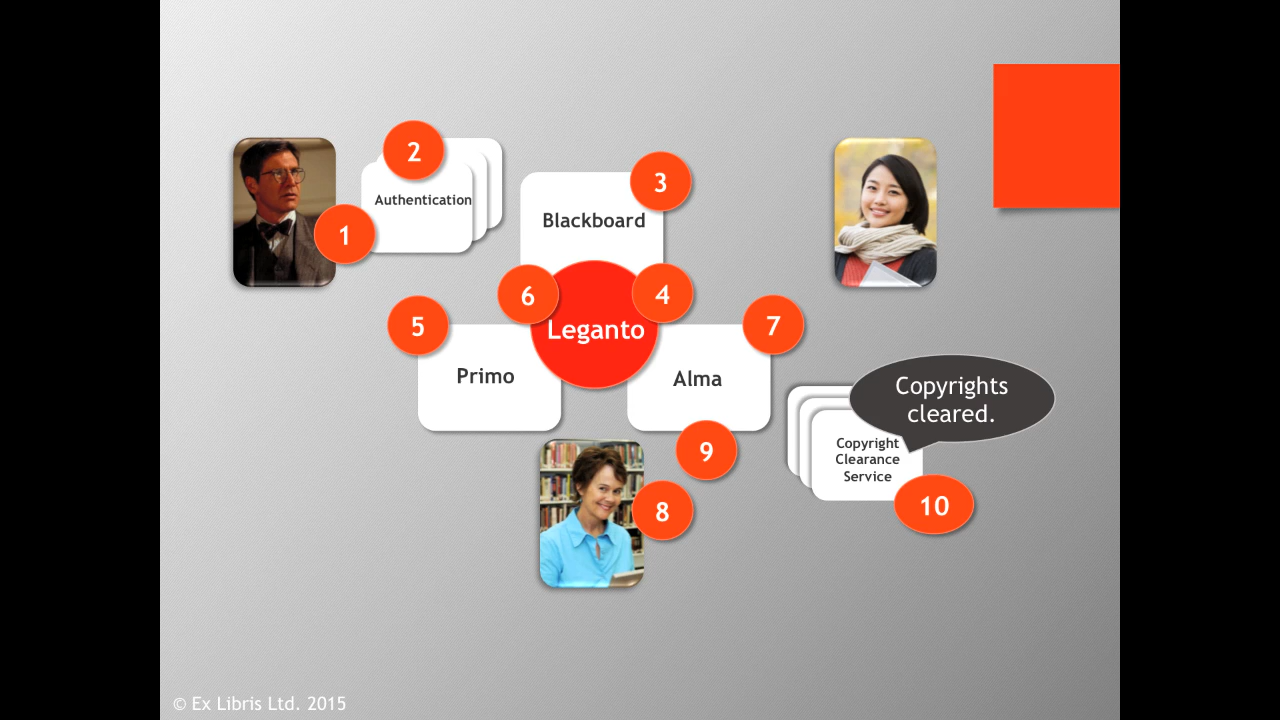 2
Authentication
1
3
Blackboard
6
4
Leganto
5
Primo
7
Alma
Copyrights
cleared.
Copyright
Clearance
Service
9
8
10
© Ex Libris Ltd. 2015